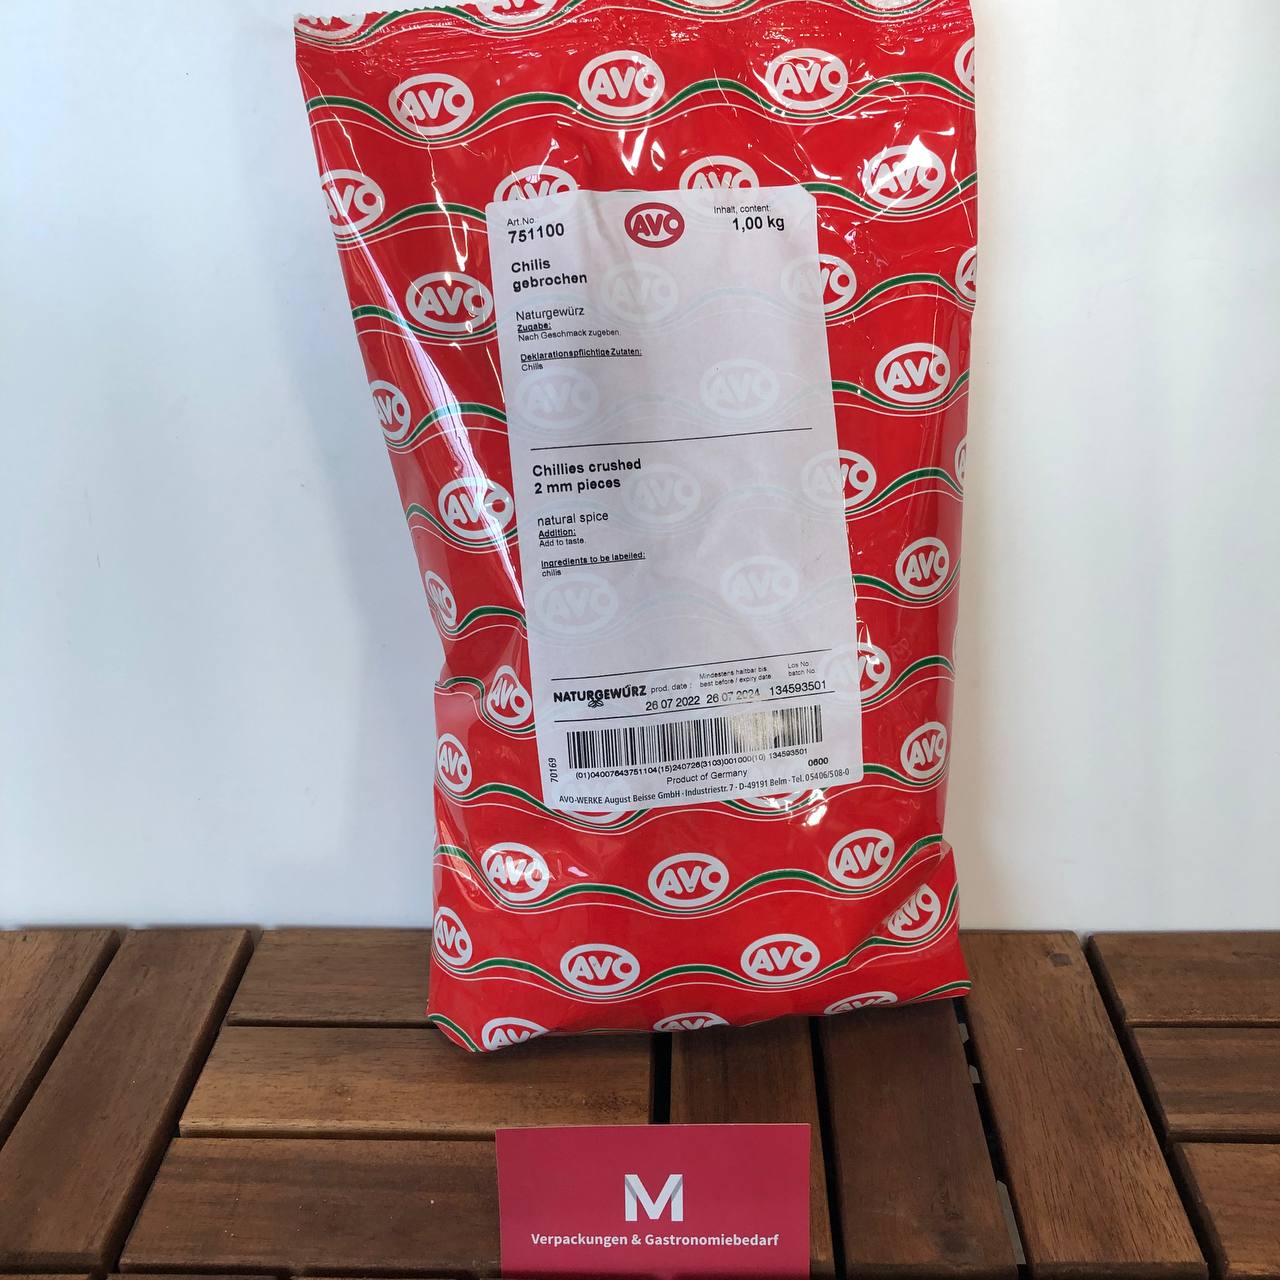 Art.No.
751100
AVO
Inhalt, content:
1,00 kg
Chilis
gebrochen
Naturgewürz
Zugabe:
Nach Geschmack zugeben.
Deklarationspflichtige Zutaten:
Chilis
Chillies crushed
2 mm pieces
natural spice
Addition:
Add to taste.
Ingredients to be labelled:
chilis
NATURGEWÜRZ
prod. date :
Mindestens haltbar bis
best before / expiry date
Los No.
batch No.
26 07 2022 26 07 2024 134593501
70169
(01)04007643751104(15)240726(3103)001000(10) 134593501
Product of Germany
0600
AVO-WERKE August Beisse GmbH · Industriestr. 7 · D-49191 Belm · Tel. 05406/508-0
M
Verpackungen & Gastronomiebedarf